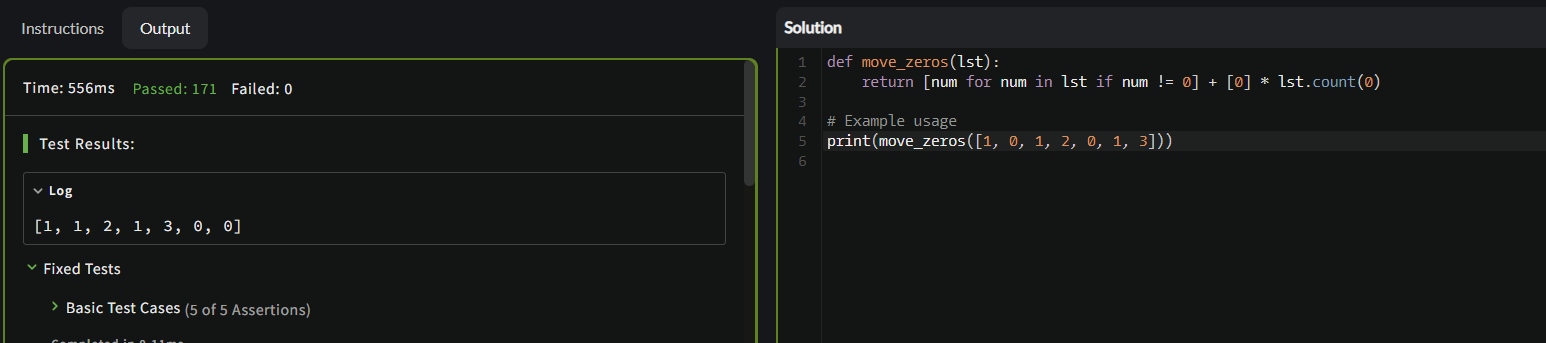 Instructions Output
Time: 556ms Passed: 171 Failed: 0
Test Results:
Log
[1, 1, 2, 1, 3, 0, 0]
Fixed Tests
Basic Test Cases (5 of 5 Assertions)
Solution
1 def move_zeros(lst):
2     return [num for num in lst if num != 0] + [0] * lst.count(0)
3
4 # Example usage
5 print(move_zeros([1, 0, 1, 2, 0, 1, 3]))
6